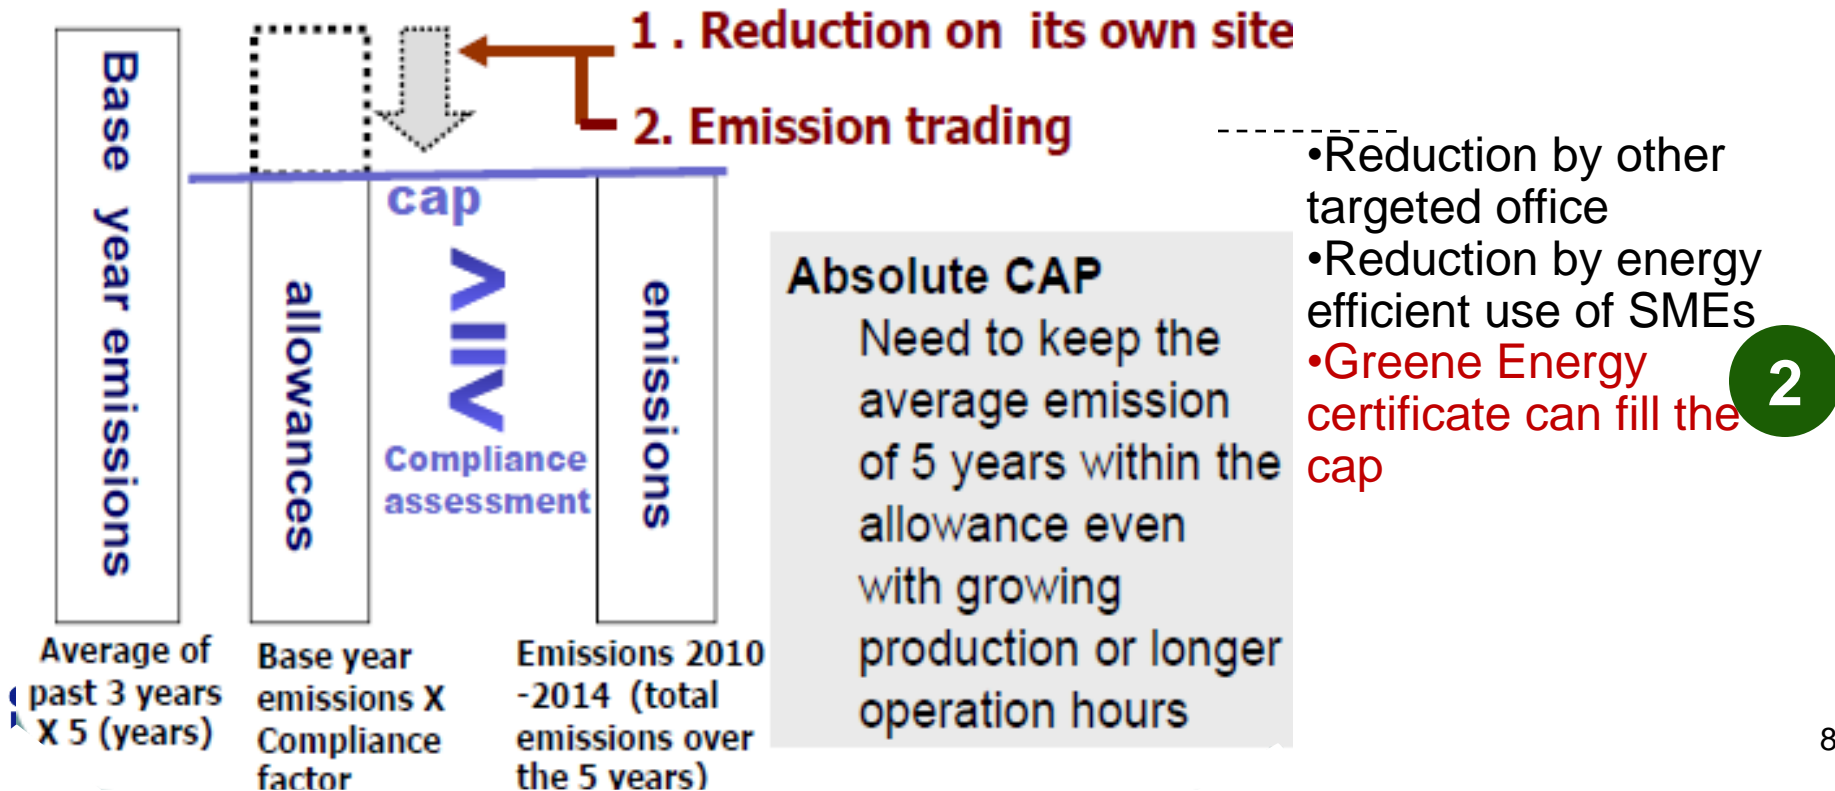 1 . Reduction on its own site
2. Emission trading
Base year emissions
allowances
cap
Compliance
assessment
emissions
Average of
past 3 years
X 5 (years)
Base year
emissions X
Compliance
factor
Emissions 2010
-2014 (total
emissions over
the 5 years)
Absolute CAP
Need to keep the
average emission
of 5 years within the
allowance even
with growing
production or longer
operation hours
•Reduction by other
targeted office
•Reduction by energy
efficient use of SMEs
•Greene Energy
certificate can fill the
cap
2
8